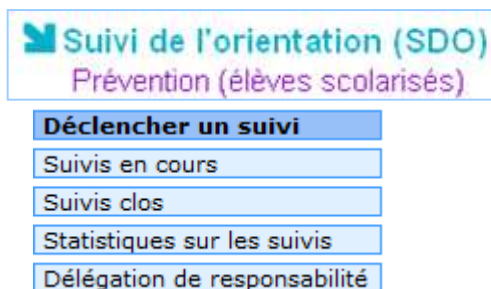 Suivi de l'orientation (SDO)
Prévention (élèves scolarisés)
Déclencher un suivi
Suivis en cours
Suivis clos
Statistiques sur les suivis
Délégation de responsabilité